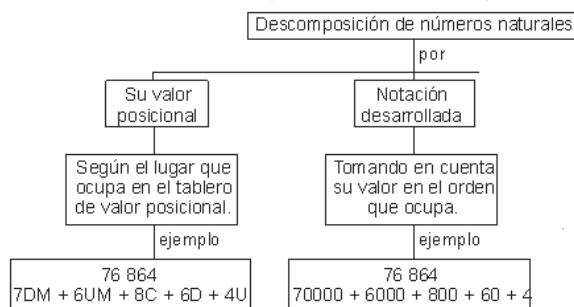 Descomposición de números naturales
por
Su valor
posicional
Notación
desarrollada
Según el lugar que
ocupa en el tablero
de valor posicional.
Tomando en cuenta
su valor en el orden
que ocupa.
ejemplo
ejemplo
76 864
7DM + 6UM + 8C + 6D + 4U
76 864
70000 + 6000 + 800 + 60 + 4